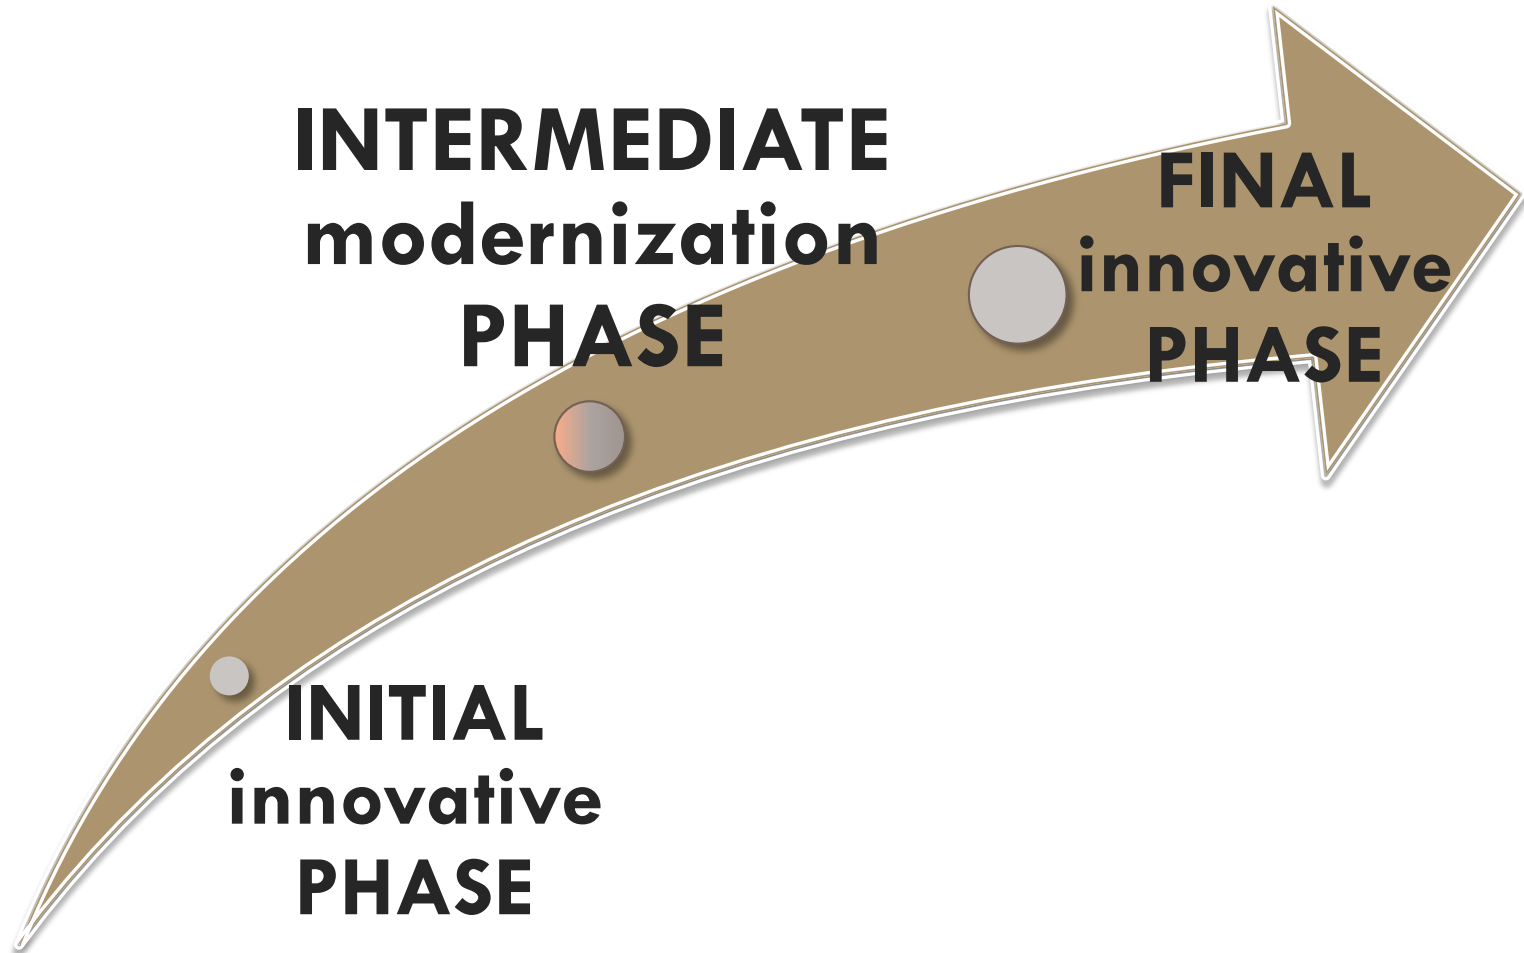 INTERMEDIATE
modernization
PHASE
FINAL
innovative
PHASE
INITIAL
innovative
PHASE